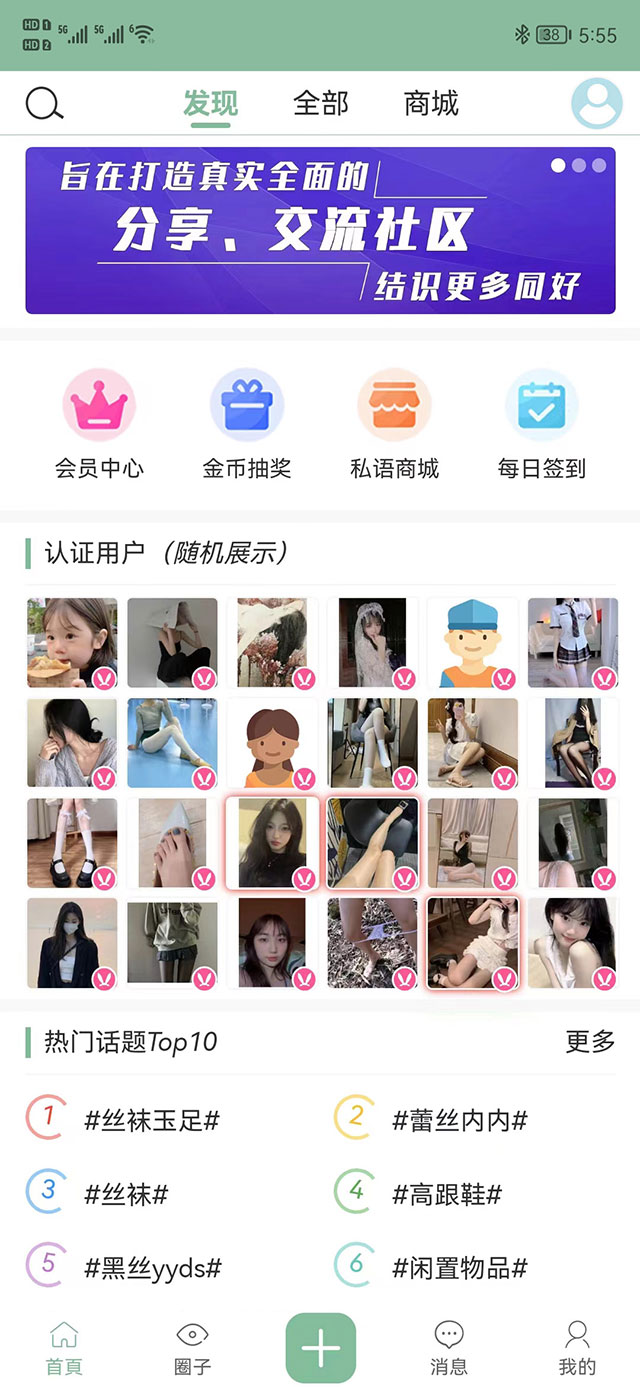 HD 1 5G 5G 6 38 5:55
HD 2
发现 全部 商城
旨在打造真实全面的
分享、交流社区
结识更多同好
会员中心 金币抽奖 私语商城 每日签到
认证用户（随机展示）
热门话题Top10 更多
1 #丝袜玉足# 2 #蕾丝内内#
3 #丝袜# 4 #高跟鞋#
5 #黑丝yyds# 6 #闲置物品#
首頁 圈子 消息 我的